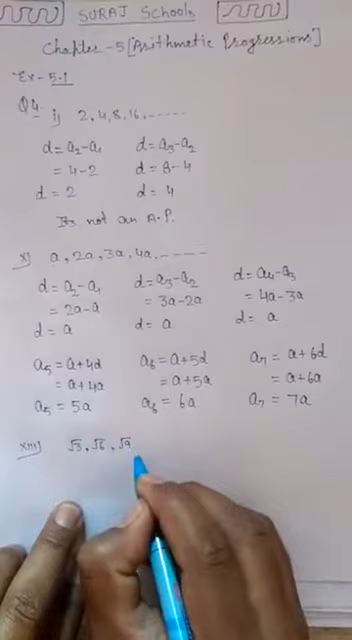 SURAJ Schools
Chapter-5 [Arithmetic Progressions]
Ex-5.1
Q4. i) 2, 4, 8, 16, -----
d = a₂-a₁ d = a₃-a₂
= 4-2 d = 8-4
d = 2 d = 4
Its not an A.P.
x) a, 2a, 3a, 4a, -----
d = a₂-a₁ d = a₃-a₂ d = a₄-a₃
= 2a-a = 3a-2a = 4a-3a
d = a d = a d = a
a₅ = a+4d a₆ = a+5d a₇ = a+6d
= a+4a = a+5a = a+6a
a₅ = 5a a₆ = 6a a₇ = 7a
xiii) √3, √6, √9